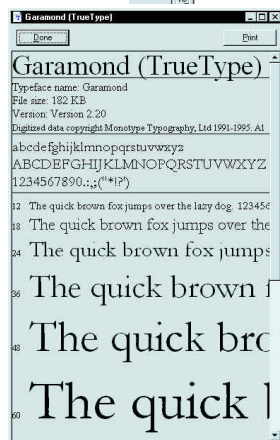 Garamond (TrueType)
Done Print
Garamond (TrueType)
Typeface name: Garamond
File size: 182 KB
Version: Version 2.20
Digitized data copyright Monotype Typography, Ltd 1991-1995. Al
abcdefghijklmnopqrstuvwxyz
ABCDEFGHIJKLMNOPQRSTUVWXYZ
1234567890.:,;("*!?')
12 The quick brown fox jumps over the lazy dog. 123456
18 The quick brown fox jumps over the
24 The quick brown fox jumps
36 The quick brown f
48 The quick bro
60 The quick